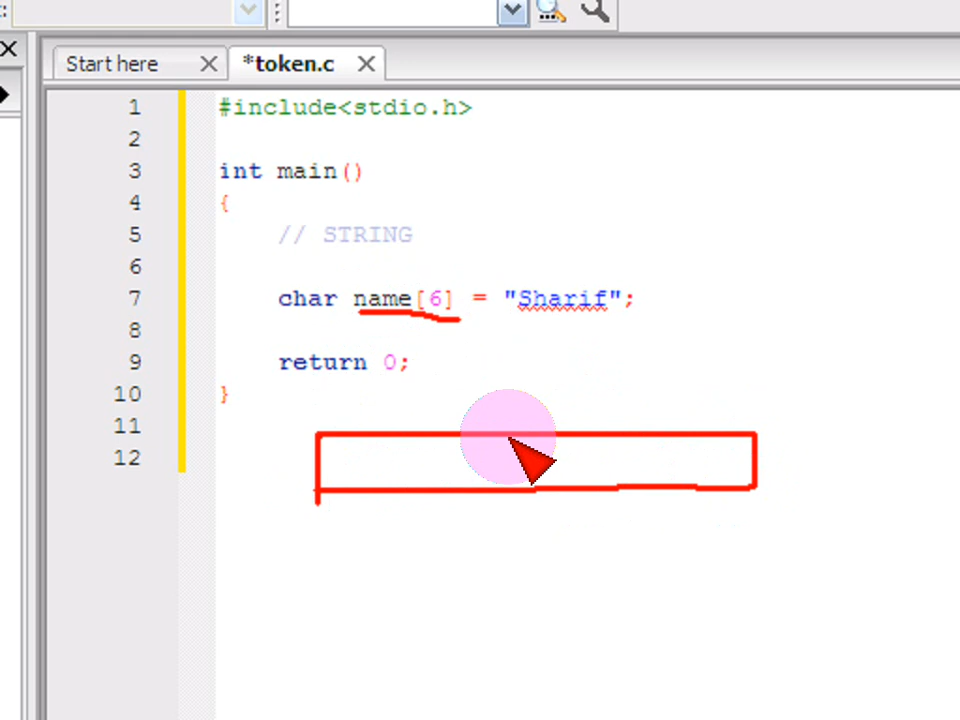 Start here *token.c
1 #include<stdio.h>
2
3 int main()
4 {
5 // STRING
6
7 char name[6] = "Sharif";
8
9 return 0;
10 }
11
12